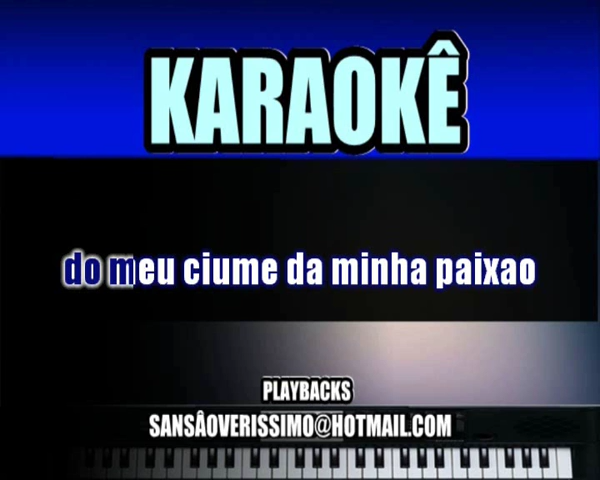 KARAOKÊ
do meu ciume da minha paixao
PLAYBACKS
SANSÂOVERISSIMO@HOTMAIL.COM